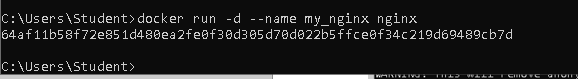 C:\Users\Student>docker run -d --name my_nginx nginx
64af11b58f72e851d480ea2fe0f30d305d70d022b5ffce0f34c219d69489cb7d
C:\Users\Student>